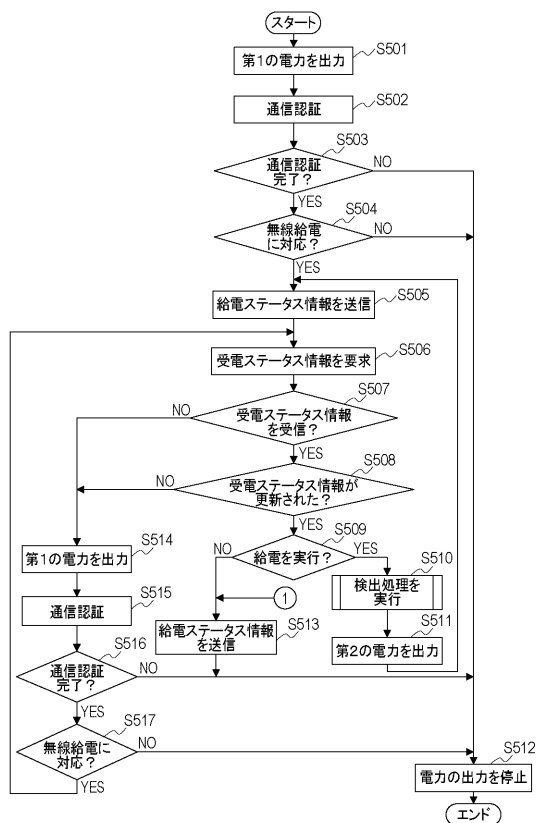 スタート
第1の電力を出力
S501
通信認証
S502
通信認証
完了?
S503
NO
YES
無線給電
に対応?
S504
NO
YES
給電ステータス情報を送信
S505
受電ステータス情報を要求
S506
受電ステータス情報
を受信?
S507
NO
YES
受電ステータス情報が
更新された?
S508
NO
YES
給電を実行?
S509
NO
YES
検出処理を
実行
S510
第2の電力を出力
S511
1
給電ステータス情報
を送信
S513
第1の電力を出力
S514
通信認証
S515
通信認証
完了?
S516
NO
YES
無線給電に
対応?
S517
NO
YES
電力の出力を停止
S512
エンド